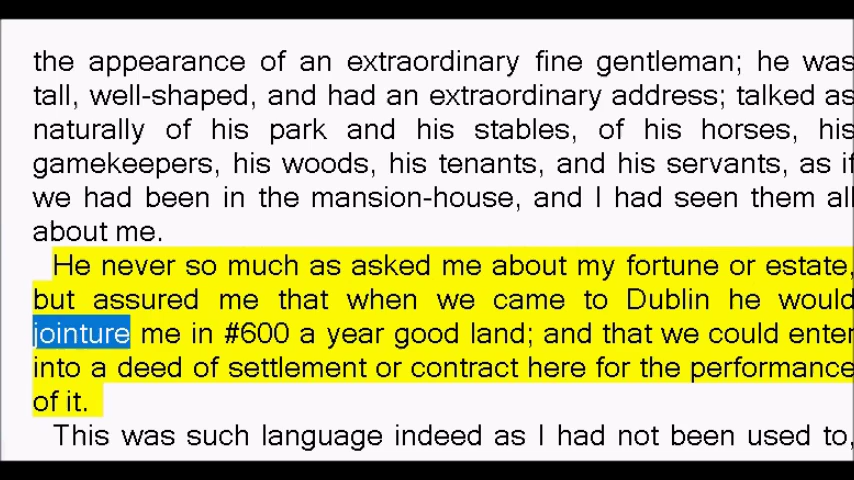 the appearance of an extraordinary fine gentleman; he was
tall, well-shaped, and had an extraordinary address; talked as
naturally of his park and his stables, of his horses, his
gamekeepers, his woods, his tenants, and his servants, as if
we had been in the mansion-house, and I had seen them all
about me.
He never so much as asked me about my fortune or estate,
but assured me that when we came to Dublin he would
jointure me in #600 a year good land; and that we could enter
into a deed of settlement or contract here for the performance
of it.
This was such language indeed as I had not been used to,